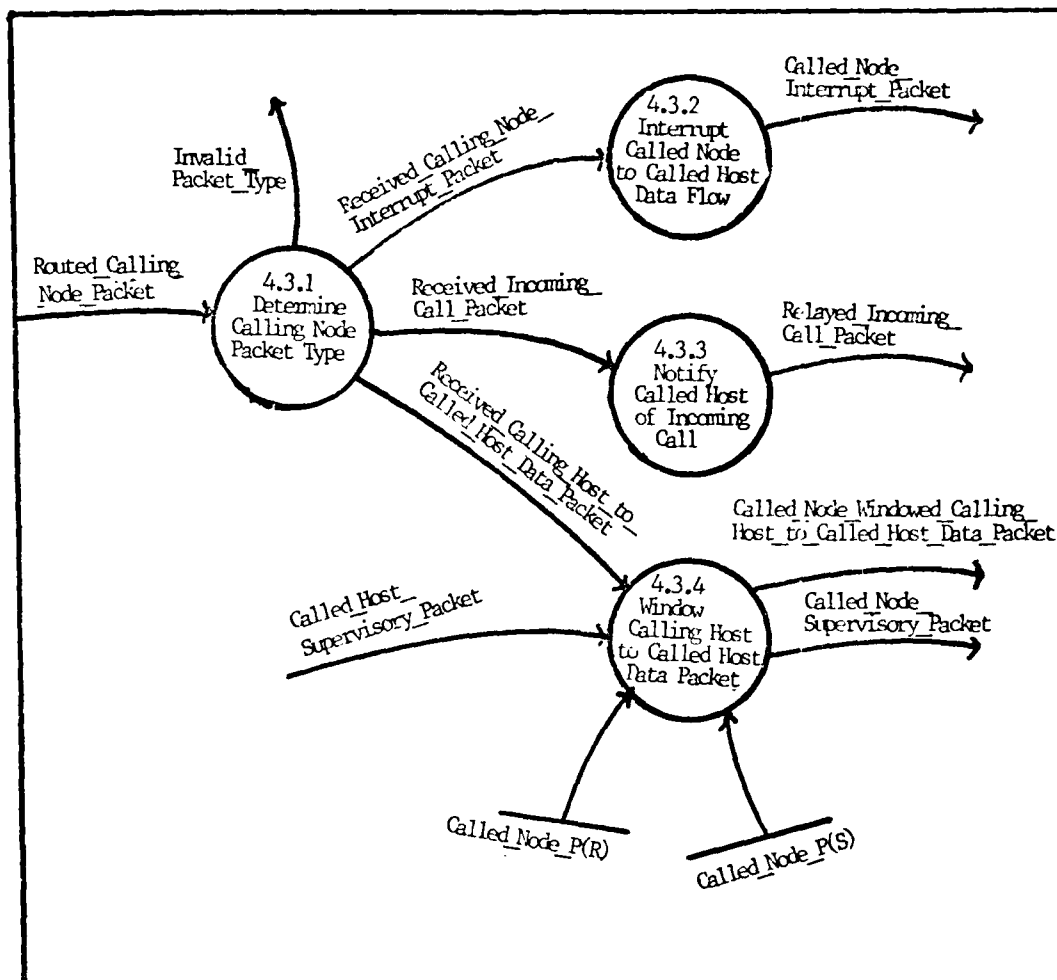 Called_Node_
Interrupt_Packet
4.3.2
Interrupt
Called Node
to Called Host
Data Flow
Invalid_
Packet_Type
Received_Calling_Node_
Interrupt_Packet
Routed_Calling_
Node_Packet
4.3.1
Determine
Calling Node
Packet Type
Received_Incoming_
Call_Packet
Relayed_Incoming_
Call_Packet
4.3.3
Notify
Called Host
of Incoming
Call
Received_Calling_Host_to_
Called_Host_Data_Packet
Called_Node_Windowed_Calling_
Host_to_Called_Host_Data_Packet
4.3.4
Window
Calling Host
to Called Host
Data Packet
Called_Host_
Supervisory_Packet
Called_Node_
Supervisory_Packet
Called_Node_P(R)
Called_Node_P(S)